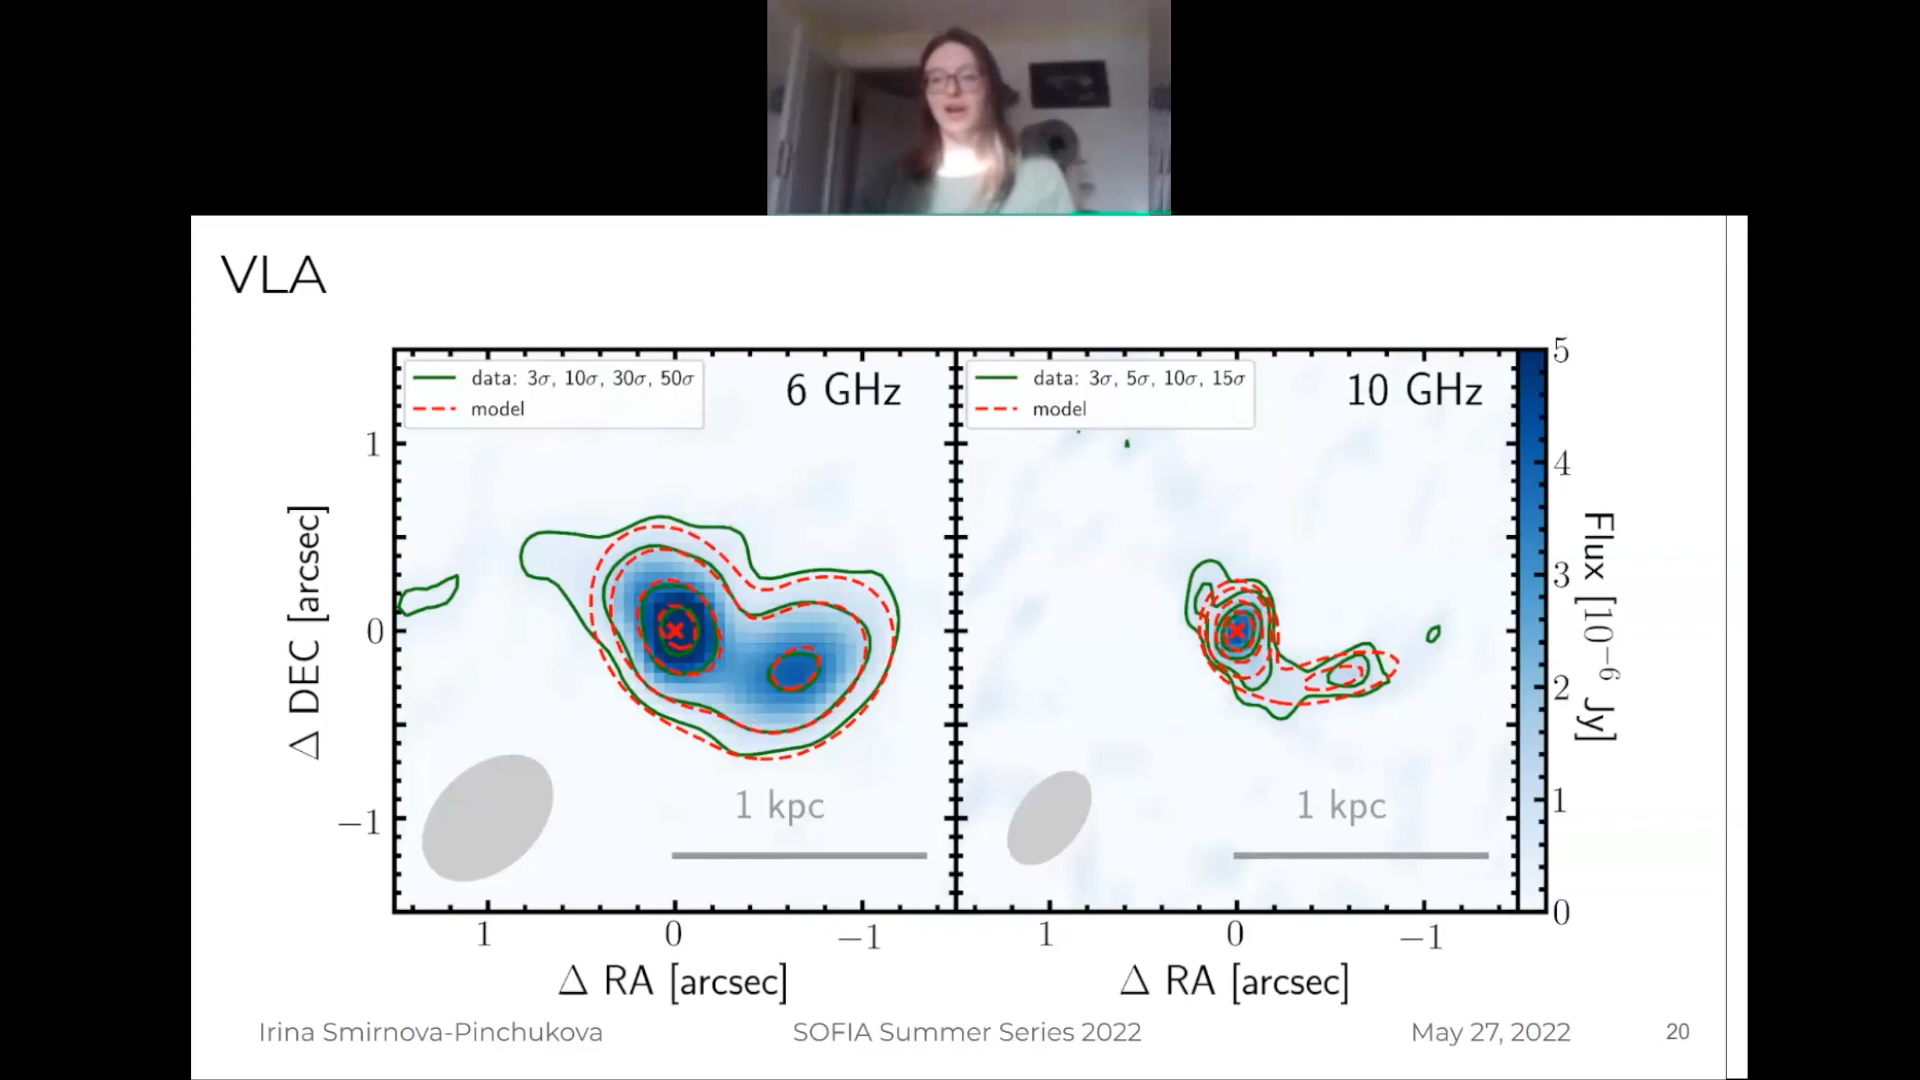 VLA
data: 3σ, 10σ, 30σ, 50σ
model
6 GHz
data: 3σ, 5σ, 10σ, 15σ
model
10 GHz
5
4
3
2
1
0
Flux [10⁻⁶ Jy]
1
0
−1
Δ DEC [arcsec]
1 kpc
1 kpc
1
0
−1
1
0
−1
Δ RA [arcsec]
Δ RA [arcsec]
Irina Smirnova-Pinchukova
SOFIA Summer Series 2022
May 27, 2022
20